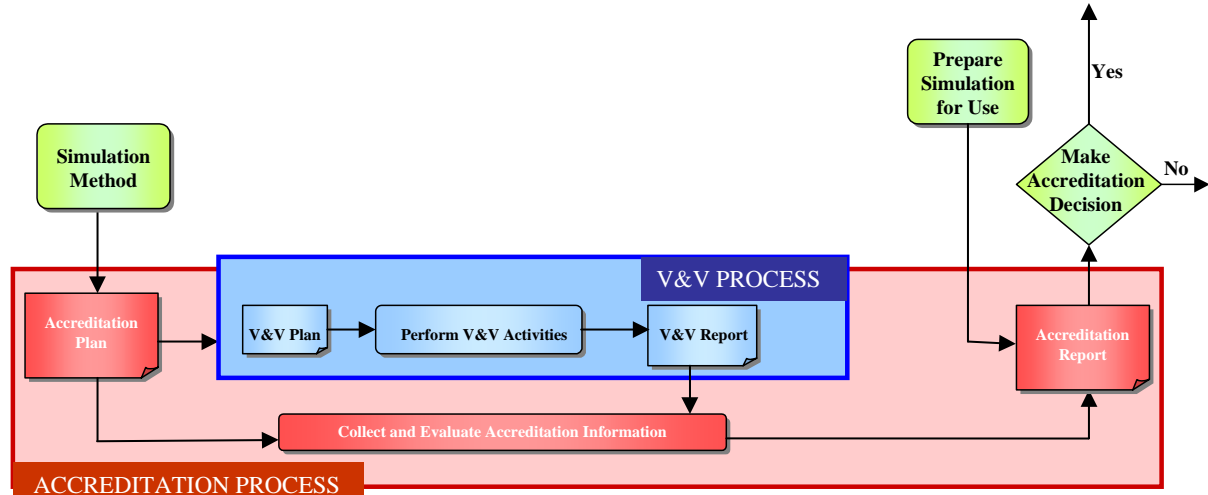 Prepare
Simulation
for Use
Yes
Simulation
Method
Make
Accreditation
Decision
No
V&V PROCESS
Accreditation
Plan
V&V Plan
Perform V&V Activities
V&V Report
Accreditation
Report
Collect and Evaluate Accreditation Information
ACCREDITATION PROCESS